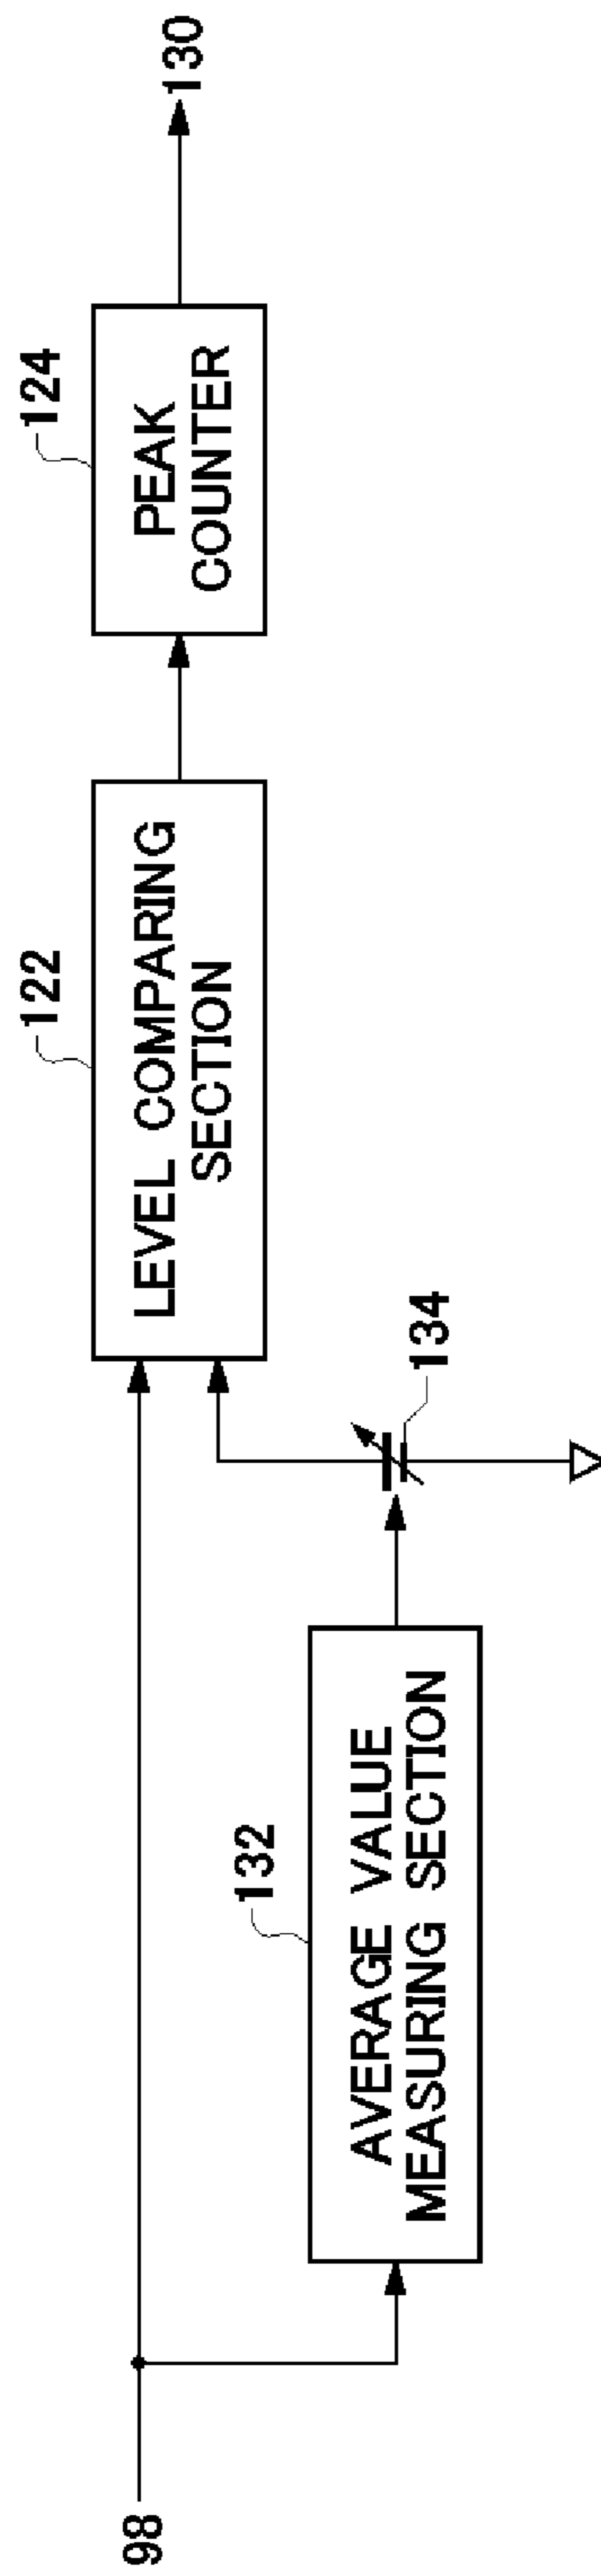 98
132
AVERAGE VALUE
MEASURING SECTION
134
122
LEVEL COMPARING
SECTION
124
PEAK
COUNTER
130